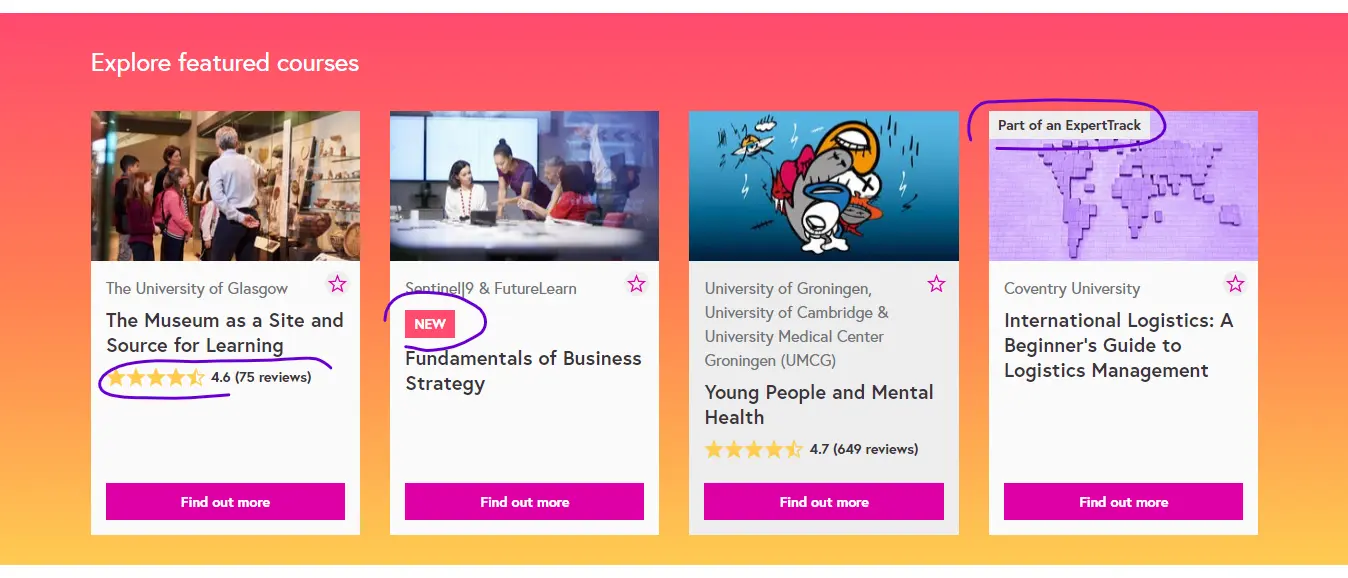 Explore featured courses
The University of Glasgow
The Museum as a Site and
Source for Learning
4.6 (75 reviews)
Find out more
Sentinel|9 & FutureLearn
NEW
Fundamentals of Business
Strategy
Find out more
University of Groningen,
University of Cambridge &
University Medical Center
Groningen (UMCG)
Young People and Mental
Health
4.7 (649 reviews)
Find out more
Part of an ExpertTrack
Coventry University
International Logistics: A
Beginner's Guide to
Logistics Management
Find out more